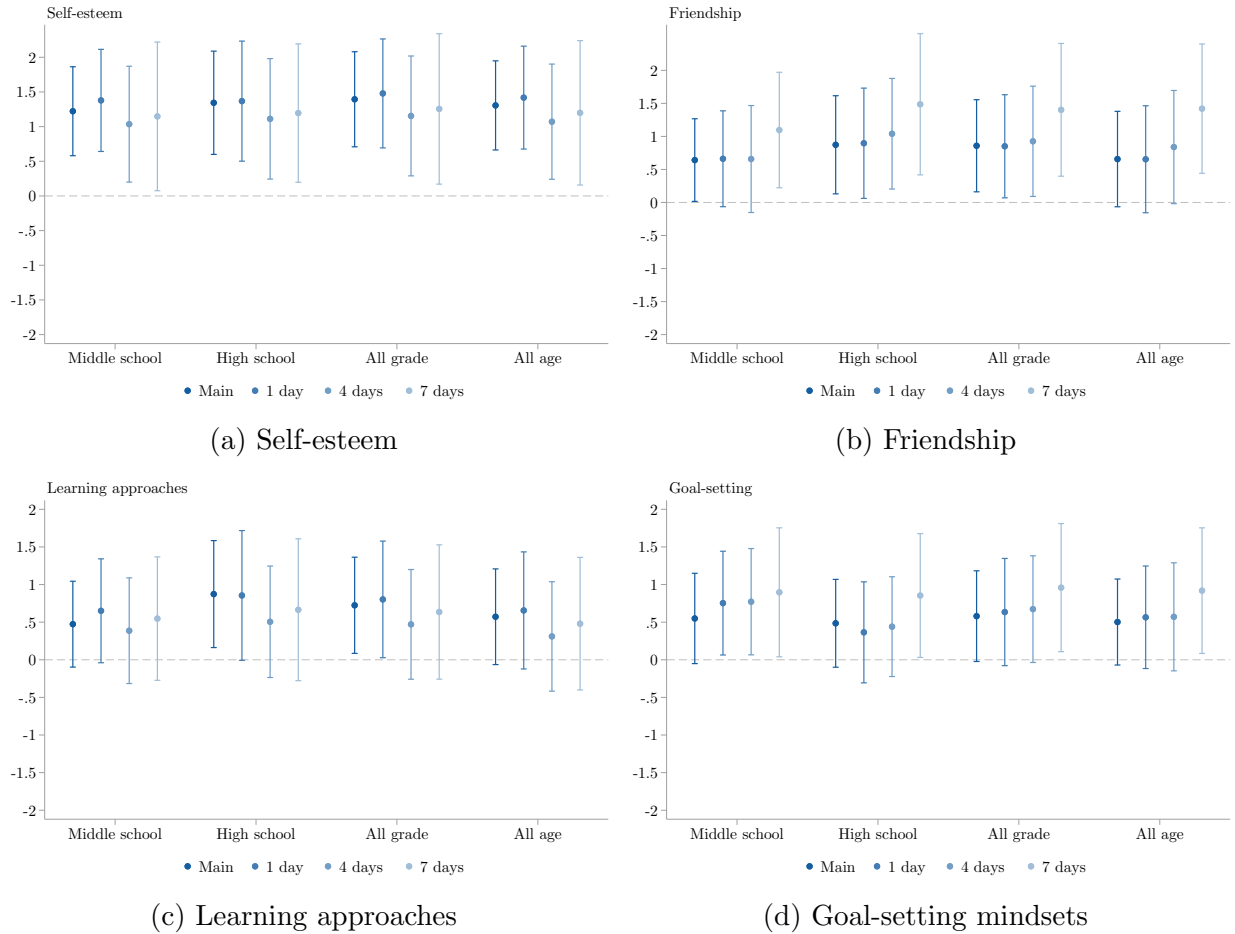 Self-esteem
2
1.5
1
.5
0
-.5
-1
-1.5
-2
Middle school High school All grade All age
Main 1 day 4 days 7 days
(a) Self-esteem
Friendship
2
1.5
1
.5
0
-.5
-1
-1.5
-2
Middle school High school All grade All age
Main 1 day 4 days 7 days
(b) Friendship
Learning approaches
2
1.5
1
.5
0
-.5
-1
-1.5
-2
Middle school High school All grade All age
Main 1 day 4 days 7 days
(c) Learning approaches
Goal-setting
2
1.5
1
.5
0
-.5
-1
-1.5
-2
Middle school High school All grade All age
Main 1 day 4 days 7 days
(d) Goal-setting mindsets